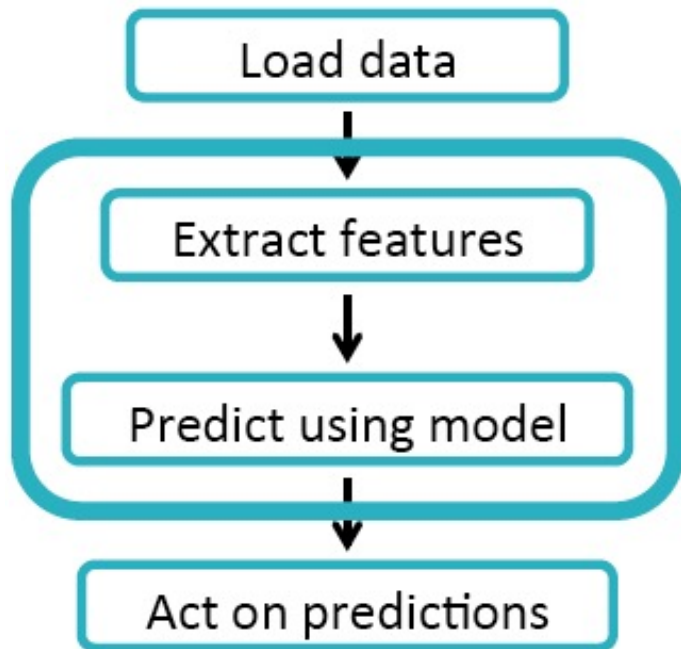 Load data
Extract features
Predict using model
Act on predictions